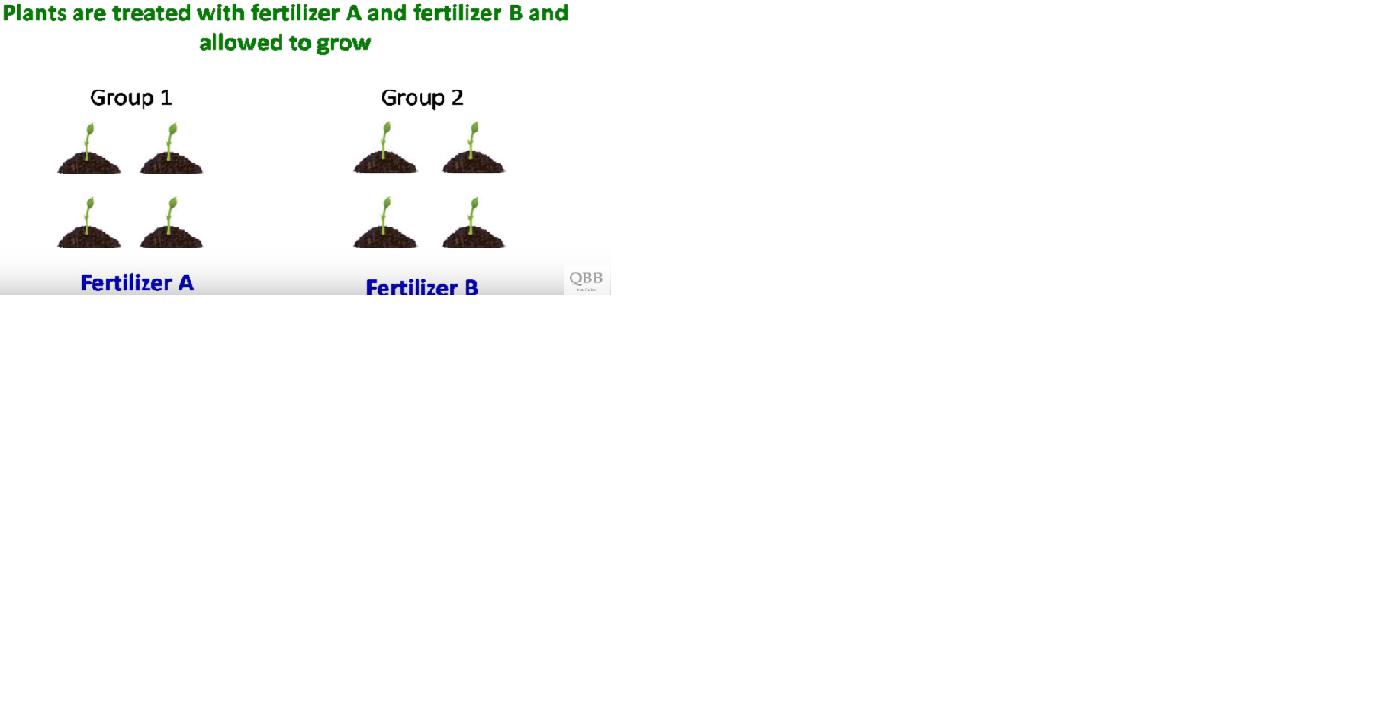 Plants are treated with fertilizer A and fertilizer B and
allowed to grow
Group 1
Group 2
Fertilizer A
Fertilizer B
QBB